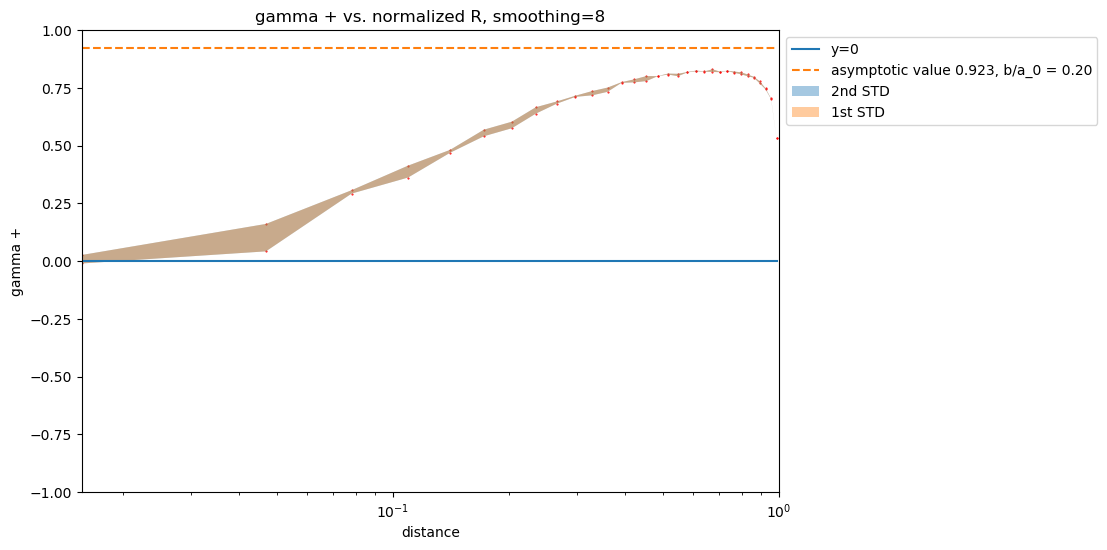 gamma + vs. normalized R, smoothing=8
1.00
0.75
0.50
0.25
0.00
−0.25
−0.50
−0.75
−1.00
gamma +
10⁻¹
10⁰
distance
y=0
asymptotic value 0.923, b/a_0 = 0.20
2nd STD
1st STD